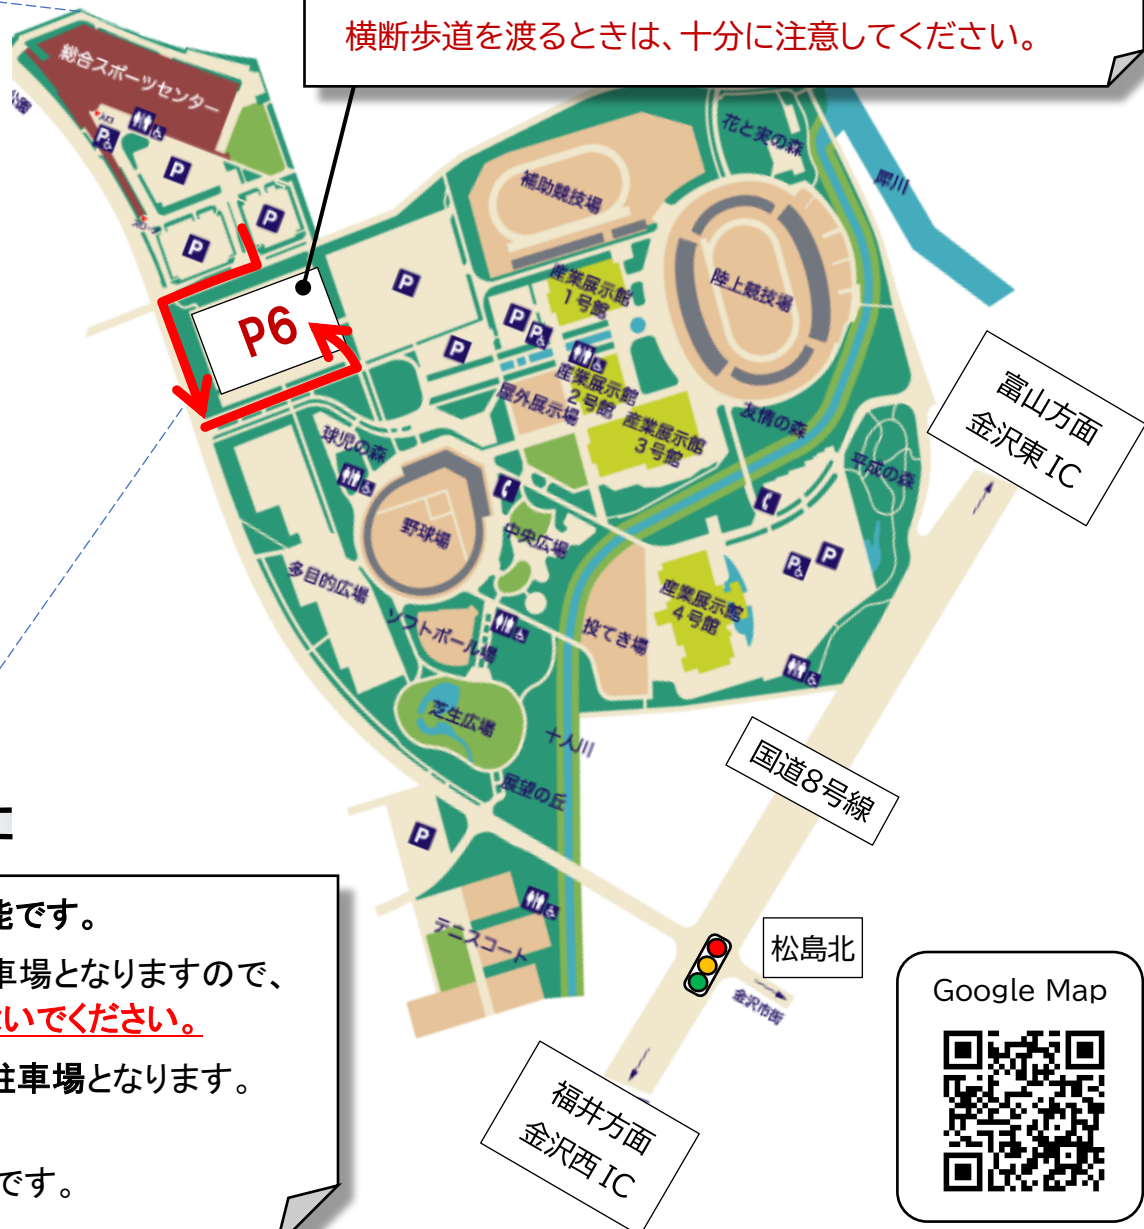 横断歩道を渡るときは、十分に注意してください。
総合スポーツセンター
入口
P
P
P
P
スロープ
花と実の森
犀川
補助競技場
P6
P
産業展示館
1号館
陸上競技場
P
P
P
産業展示館
2号館
屋外展示場
産業展示館
3号館
友情の森
富山方面
金沢東 IC
球児の森
平成の森
野球場
中央広場
P
P
多目的広場
産業展示館
4号館
ソフトボール場
投てき場
芝生広場
十人川
国道8号線
展望の丘
P
能です。
車場となりますので、
いでください。
駐車場となります。
です。
テニスコート
松島北
金沢市街
福井方面
金沢西 IC
Google Map